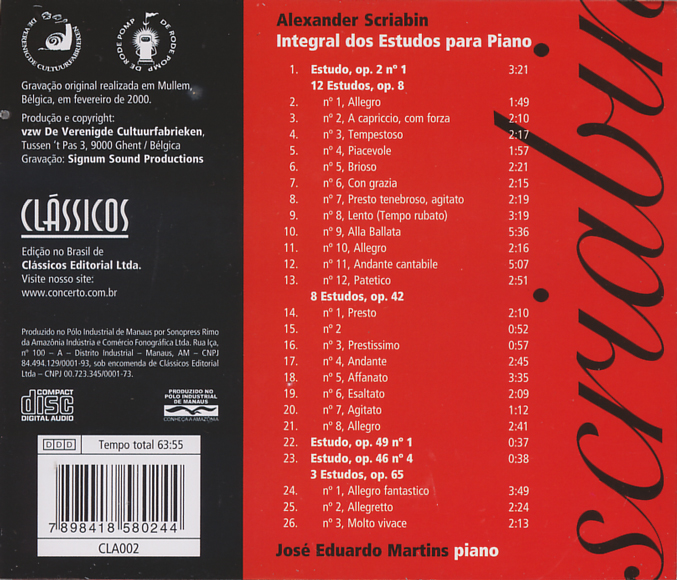 DE VERENIGDE CULTUURFABRIEKEN
DE RODE POMP DE RODE POMP
Gravação original realizada em Mullem,
Bélgica, em fevereiro de 2000.
Produção e copyright:
vzw De Verenigde Cultuurfabrieken,
Tussen 't Pas 3, 9000 Ghent / Bélgica
Gravação: Signum Sound Productions
CLÁSSICOS
Edição no Brasil de
Clássicos Editorial Ltda.
Visite nosso site:
www.concerto.com.br
Produzido no Pólo Industrial de Manaus por Sonopress Rimo
da Amazônia Indústria e Comércio Fonográfica Ltda. Rua Iça,
nº 100 – A – Distrito Industrial – Manaus, AM – CNPJ
84.494.129/0001-93, sob encomenda de Clássicos Editorial
Ltda – CNPJ 00.723.345/0001-73.
COMPACT
disc
DIGITAL AUDIO
PRODUZIDO NO
PÓLO INDUSTRIAL
DE MANAUS
CONHEÇA A AMAZÔNIA
DDD Tempo total 63:55
7 898418 580244
CLA002
Alexander Scriabin
Integral dos Estudos para Piano
1. Estudo, op. 2 nº 1 3:21
12 Estudos, op. 8
2. nº 1, Allegro 1:49
3. nº 2, A capriccio, com forza 2:10
4. nº 3, Tempestoso 2:17
5. nº 4, Piacevole 1:57
6. nº 5, Brioso 2:21
7. nº 6, Con grazia 2:15
8. nº 7, Presto tenebroso, agitato 2:19
9. nº 8, Lento (Tempo rubato) 3:19
10. nº 9, Alla Ballata 5:36
11. nº 10, Allegro 2:16
12. nº 11, Andante cantabile 5:07
13. nº 12, Patetico 2:51
8 Estudos, op. 42
14. nº 1, Presto 2:10
15. nº 2 0:52
16. nº 3, Prestissimo 0:57
17. nº 4, Andante 2:45
18. nº 5, Affanato 3:35
19. nº 6, Esaltato 2:09
20. nº 7, Agitato 1:12
21. nº 8, Allegro 2:41
22. Estudo, op. 49 nº 1 0:37
23. Estudo, op. 46 nº 4 0:38
3 Estudos, op. 65
24. nº 1, Allegro fantastico 3:49
25. nº 2, Allegretto 2:24
26. nº 3, Molto vivace 2:13
José Eduardo Martins piano
scriabin